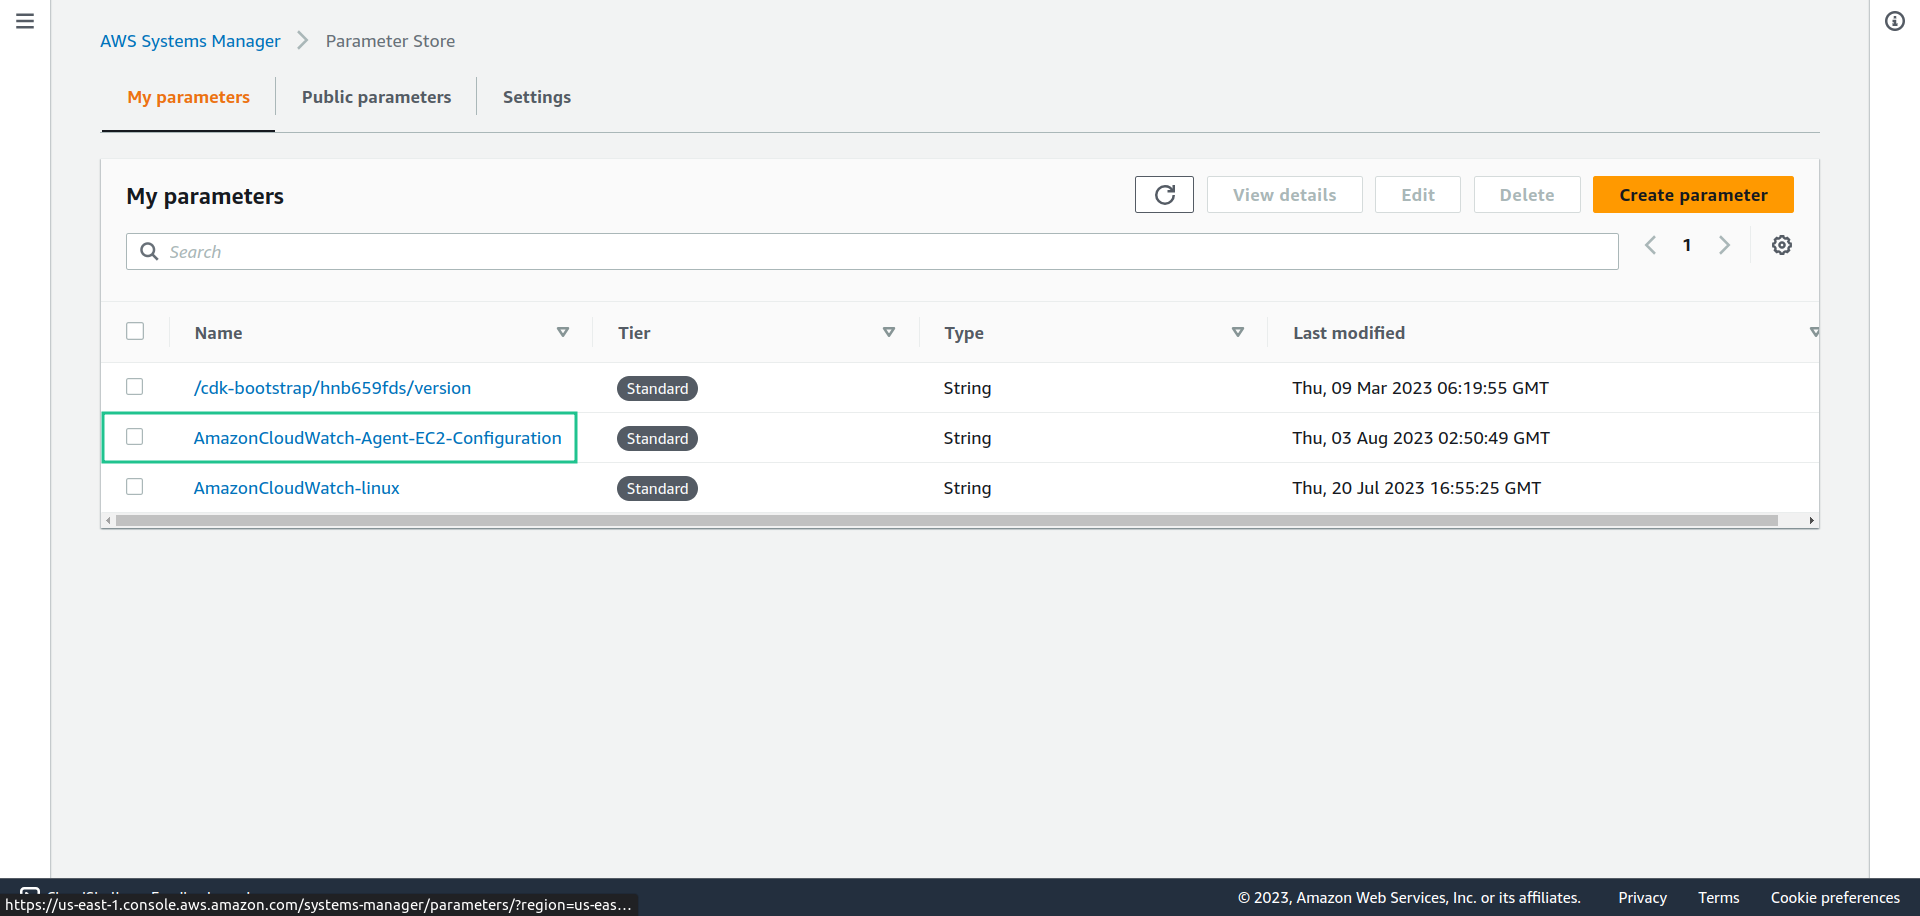 AWS Systems Manager > Parameter Store
My parameters
Public parameters
Settings
My parameters
View details
Edit
Delete
Create parameter
Search
1
Name
Tier
Type
Last modified
/cdk-bootstrap/hnb659fds/version Standard String Thu, 09 Mar 2023 06:19:55 GMT
AmazonCloudWatch-Agent-EC2-Configuration Standard String Thu, 03 Aug 2023 02:50:49 GMT
AmazonCloudWatch-linux Standard String Thu, 20 Jul 2023 16:55:25 GMT
https://us-east-1.console.aws.amazon.com/systems-manager/parameters/?region=us-eas...
© 2023, Amazon Web Services, Inc. or its affiliates.
Privacy
Terms
Cookie preferences